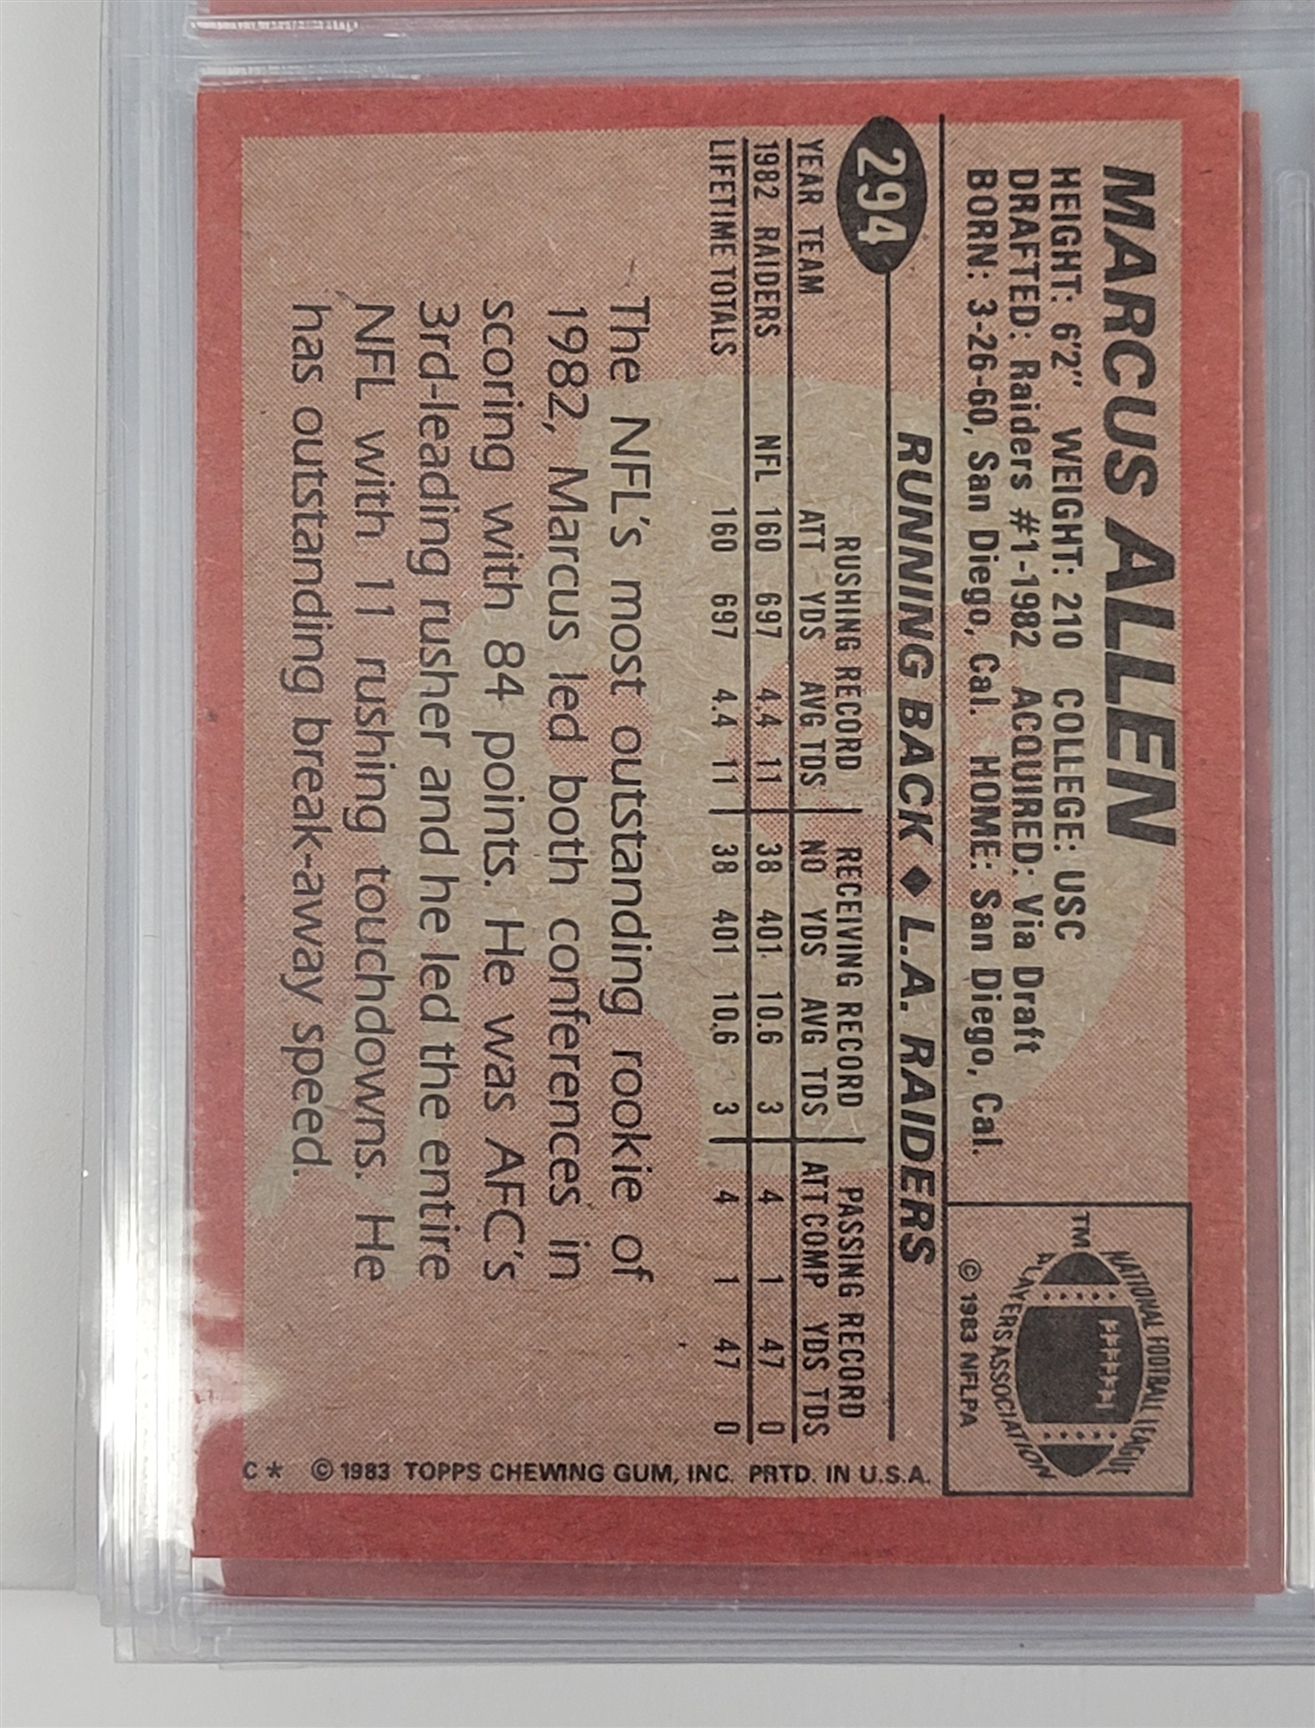 MARCUS ALLEN
HEIGHT: 6'2" WEIGHT: 210 COLLEGE: USC
DRAFTED: Raiders #1-1982 ACQUIRED: Via Draft
BORN: 3-26-60, San Diego, Cal. HOME: San Diego, Cal.
NATIONAL FOOTBALL LEAGUE
PLAYERS ASSOCIATION
TM
© 1983 NFLPA
294
RUNNING BACK ♦ L.A. RAIDERS
RUSHING RECORD RECEIVING RECORD PASSING RECORD
YEAR TEAM ATT YDS AVG TDS NO YDS AVG TDS ATT COMP YDS TDS
1982 RAIDERS NFL 160 697 4.4 11 38 401 10.6 3 4 1 47 0
LIFETIME TOTALS 160 697 4.4 11 38 401 10.6 3 4 1 47 0
The NFL's most outstanding rookie of
1982, Marcus led both conferences in
scoring with 84 points. He was AFC's
3rd-leading rusher and he led the entire
NFL with 11 rushing touchdowns. He
has outstanding break-away speed.
C* © 1983 TOPPS CHEWING GUM, INC. PRTD. IN U.S.A.